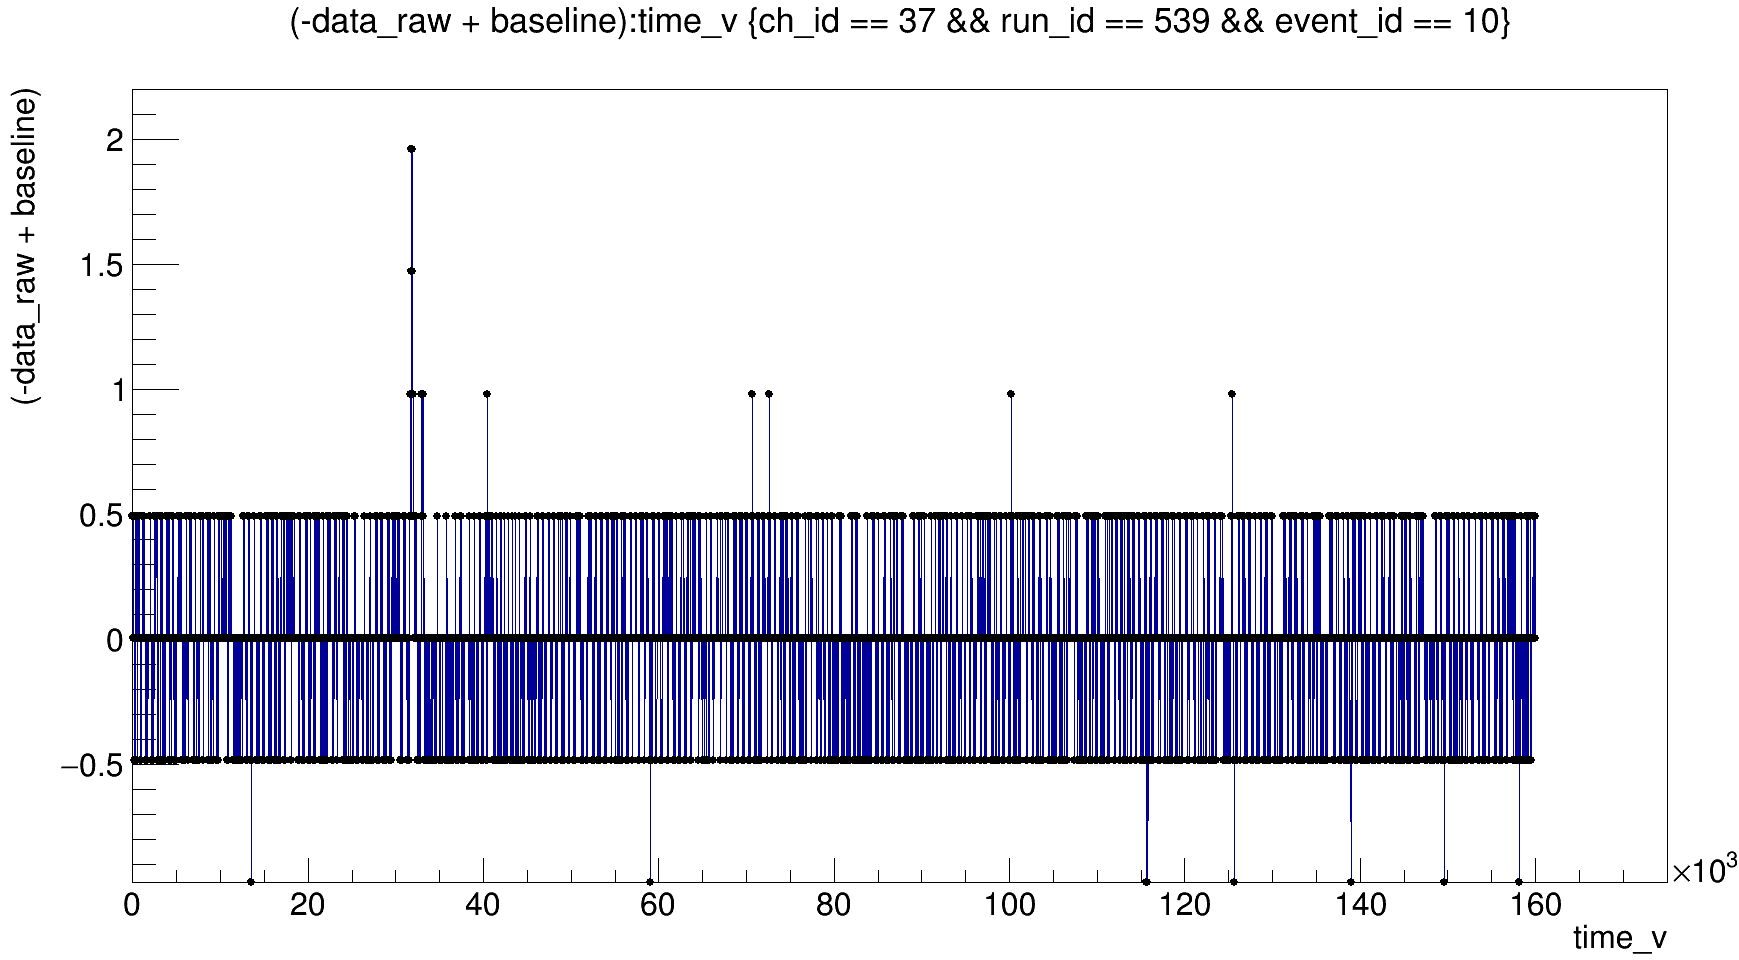 (-data_raw + baseline):time_v {ch_id == 37 && run_id == 539 && event_id == 10}
(-data_raw + baseline)
2
1.5
1
0.5
0
−0.5
0 20 40 60 80 100 120 140 160
×10³
time_v